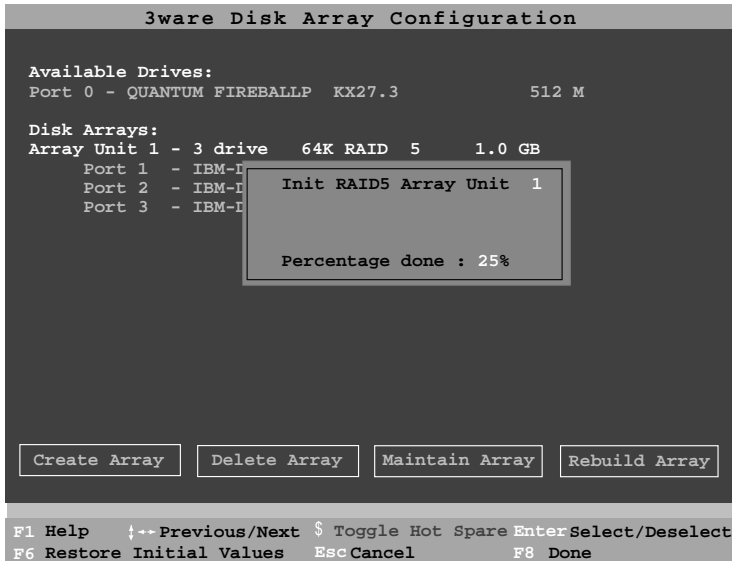 3ware Disk Array Configuration
Available Drives:
Port 0 - QUANTUM FIREBALLP KX27.3 512 M
Disk Arrays:
Array Unit 1 - 3 drive 64K RAID 5 1.0 GB
Port 1 - IBM-D
Port 2 - IBM-D
Port 3 - IBM-D
Init RAID5 Array Unit 1
Percentage done : 25%
Create Array Delete Array Maintain Array Rebuild Array
F1 Help ↕↔ Previous/Next $ Toggle Hot Spare Enter Select/Deselect
F6 Restore Initial Values Esc Cancel F8 Done